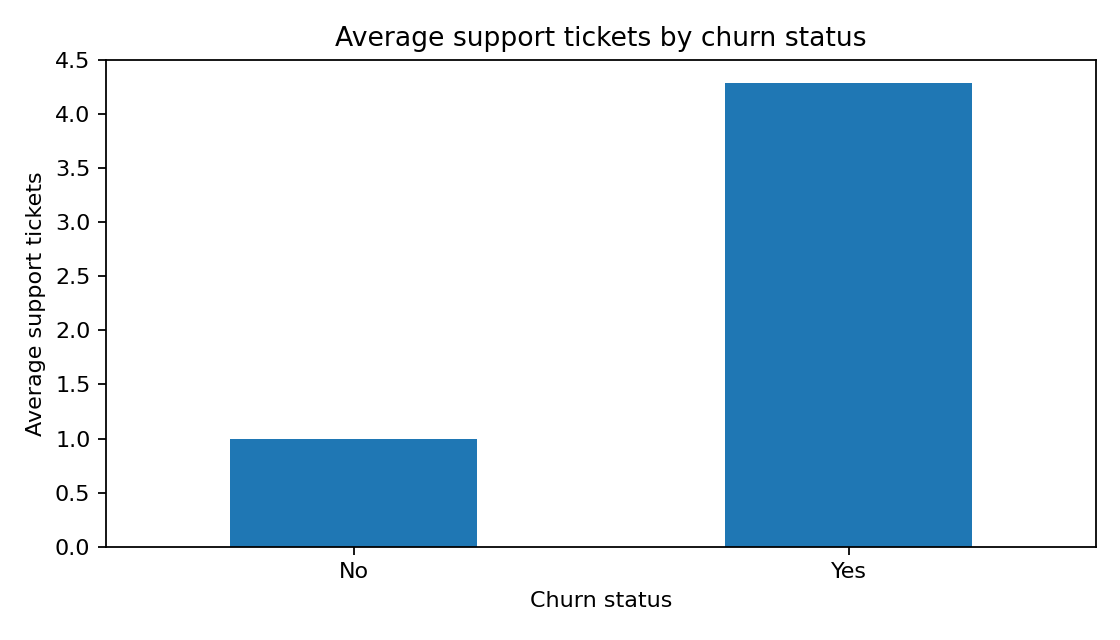 Average support tickets by churn status
Average support tickets
4.5
4.0
3.5
3.0
2.5
2.0
1.5
1.0
0.5
0.0
No
Yes
Churn status